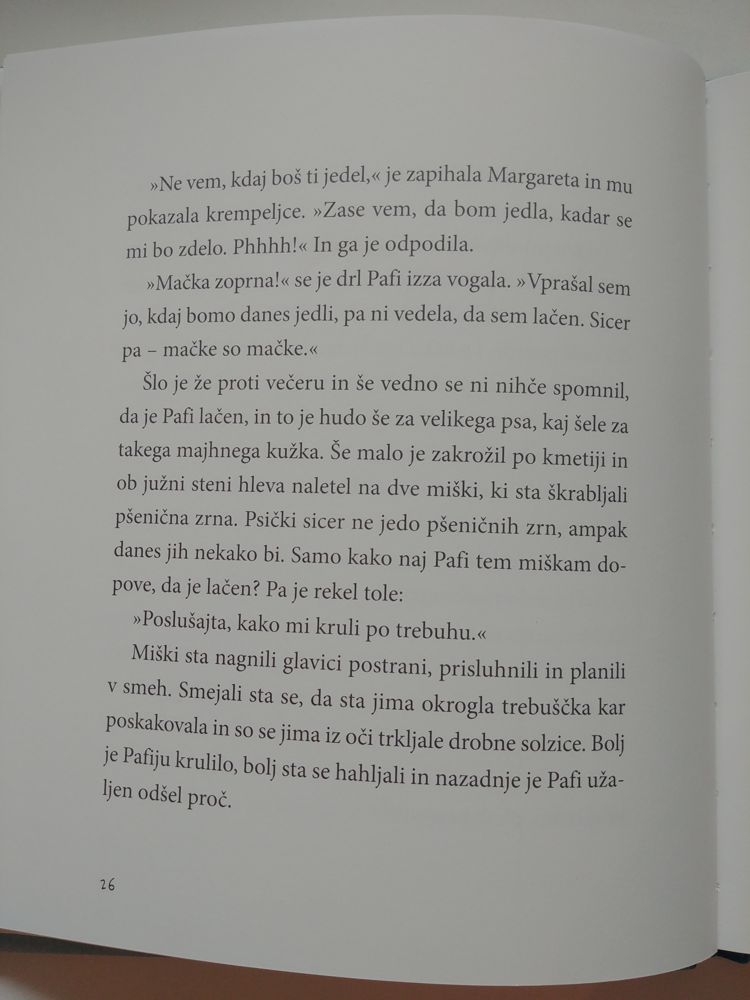 »Ne vem, kdaj boš ti jedel,« je zapihala Margareta in mu
pokazala krempeljce. »Zase vem, da bom jedla, kadar se
mi bo zdelo. Phhhh!« In ga je odpodila.
»Mačka zoprna!« se je drl Pafi izza vogala. »Vprašal sem
jo, kdaj bomo danes jedli, pa ni vedela, da sem lačen. Sicer
pa – mačke so mačke.«
Šlo je že proti večeru in še vedno se ni nihče spomnil,
da je Pafi lačen, in to je hudo še za velikega psa, kaj šele za
takega majhnega kužka. Še malo je zakrožil po kmetiji in
ob južni steni hleva naletel na dve miški, ki sta škrabljali
pšenična zrna. Psički sicer ne jedo pšeničnih zrn, ampak
danes jih nekako bi. Samo kako naj Pafi tem miškam do-
pove, da je lačen? Pa je rekel tole:
»Poslušajta, kako mi kruli po trebuhu.«
Miški sta nagnili glavici postrani, prisluhnili in planili
v smeh. Smejali sta se, da sta jima okrogla trebuščka kar
poskakovala in so se jima iz oči trkljale drobne solzice. Bolj
je Pafiju krulilo, bolj sta se hahljali in nazadnje je Pafi uža-
ljen odšel proč.
26